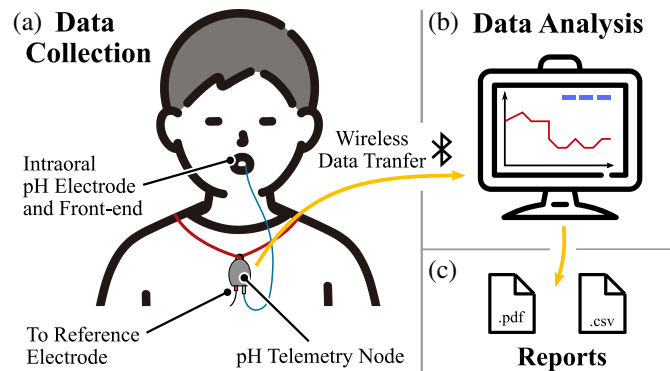 (a) Data
Collection
Intraoral
pH Electrode
and Front-end
To Reference
Electrode
pH Telemetry Node
Wireless
Data Tranfer
(b) Data Analysis
(c)
.pdf
.csv
Reports